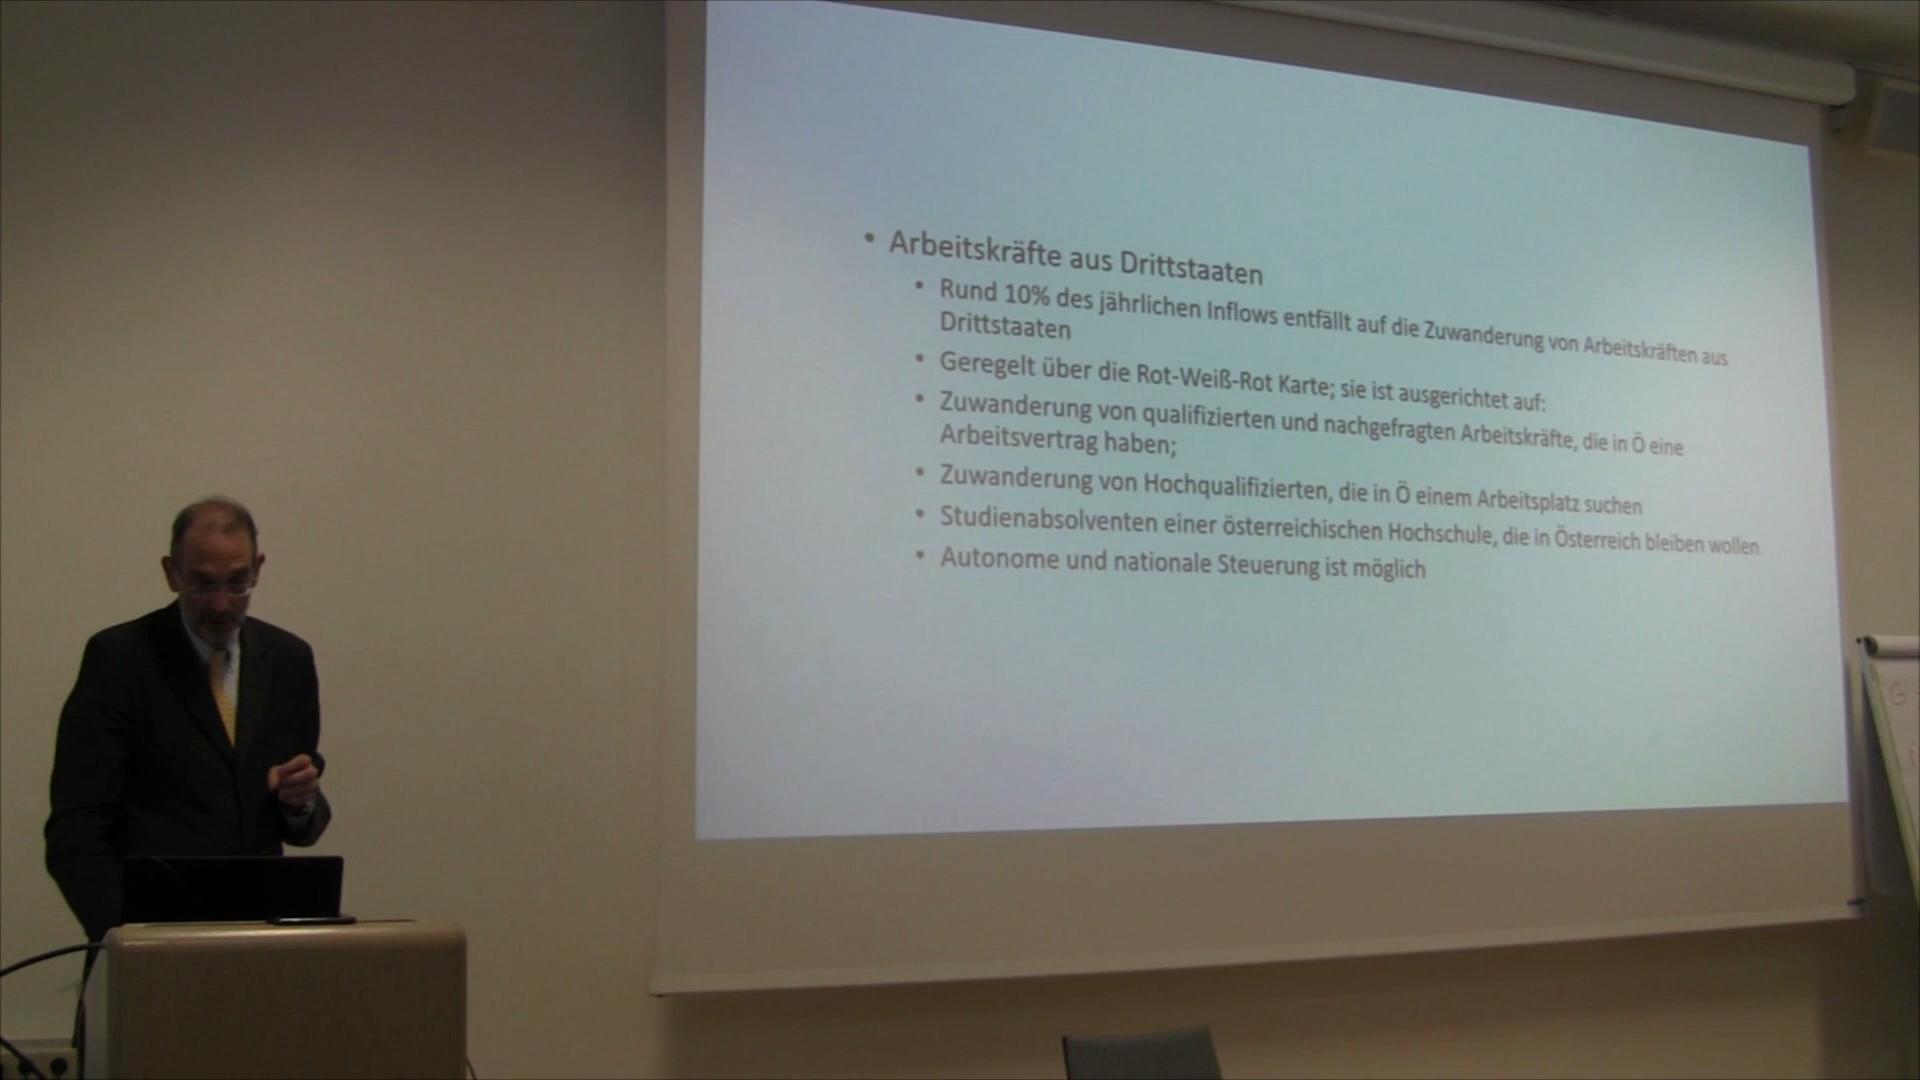 • Arbeitskräfte aus Drittstaaten
• Rund 10% des jährlichen Inflows entfällt auf die Zuwanderung von Arbeitskräften aus
Drittstaaten
• Geregelt über die Rot-Weiß-Rot Karte; sie ist ausgerichtet auf:
• Zuwanderung von qualifizierten und nachgefragten Arbeitskräfte, die in Ö eine
Arbeitsvertrag haben;
• Zuwanderung von Hochqualifizierten, die in Ö einem Arbeitsplatz suchen
• Studienabsolventen einer österreichischen Hochschule, die in Österreich bleiben wollen
• Autonome und nationale Steuerung ist möglich